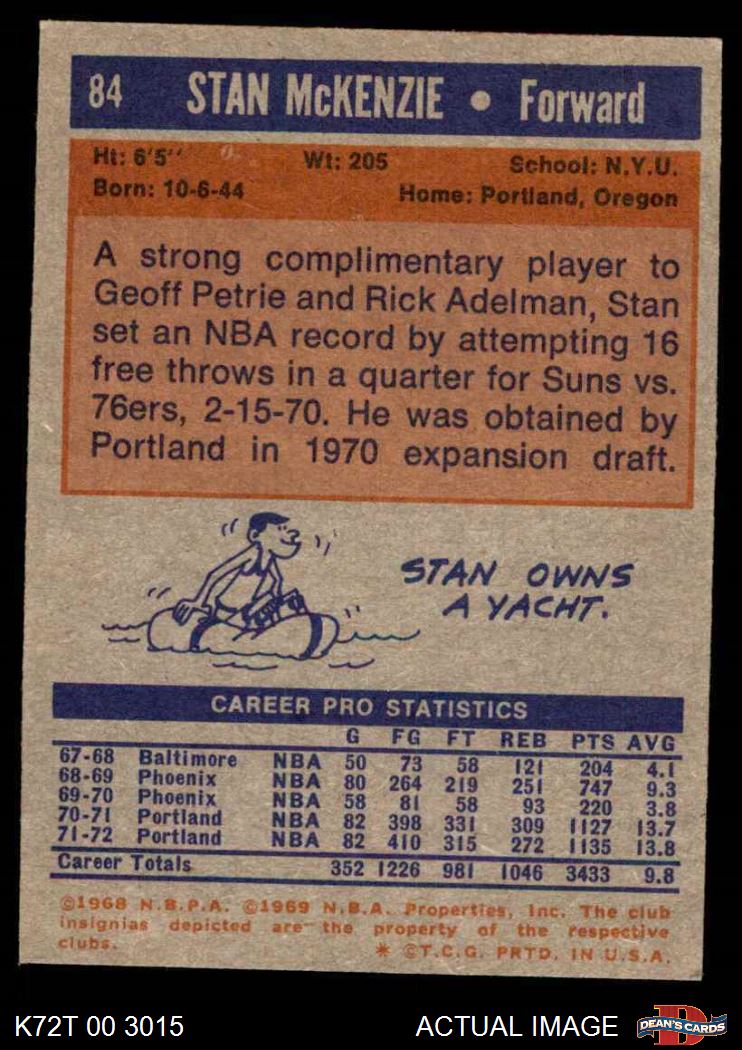 84 STAN McKENZIE • Forward
Ht: 6'5'' Wt: 205 School: N.Y.U.
Born: 10-6-44 Home: Portland, Oregon
A strong complimentary player to
Geoff Petrie and Rick Adelman, Stan
set an NBA record by attempting 16
free throws in a quarter for Suns vs.
76ers, 2-15-70. He was obtained by
Portland in 1970 expansion draft.
STAN OWNS
A YACHT.
CAREER PRO STATISTICS
G FG FT REB PTS AVG
67-68 Baltimore NBA 50 73 58 121 204 4.1
68-69 Phoenix NBA 80 264 219 251 747 9.3
69-70 Phoenix NBA 58 81 58 93 220 3.8
70-71 Portland NBA 82 398 331 309 1127 13.7
71-72 Portland NBA 82 410 315 272 1135 13.8
Career Totals 352 1226 981 1046 3433 9.8
©1968 N.B.P.A. ©1969 N.B.A. Properties, Inc. The club
insignias depicted are the property of the respective
clubs.
* ©T.C.G. PRTD. IN U.S.A.
K72T 00 3015 ACTUAL IMAGE
D
DEAN'S CARDS